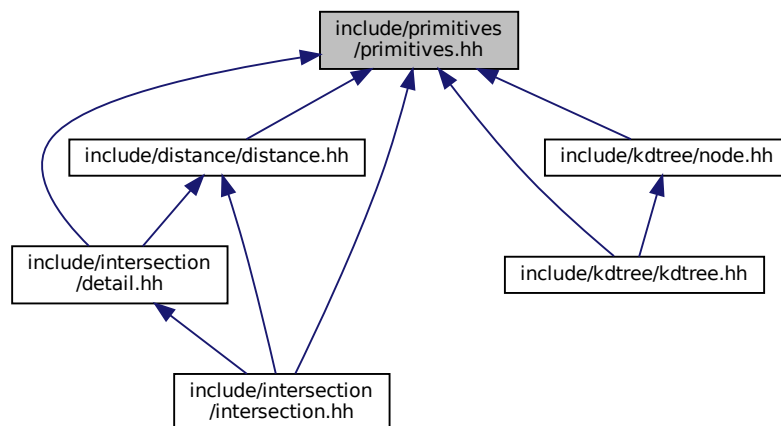 include/primitives
/primitives.hh
include/distance/distance.hh
include/kdtree/node.hh
include/intersection
/detail.hh
include/kdtree/kdtree.hh
include/intersection
/intersection.hh